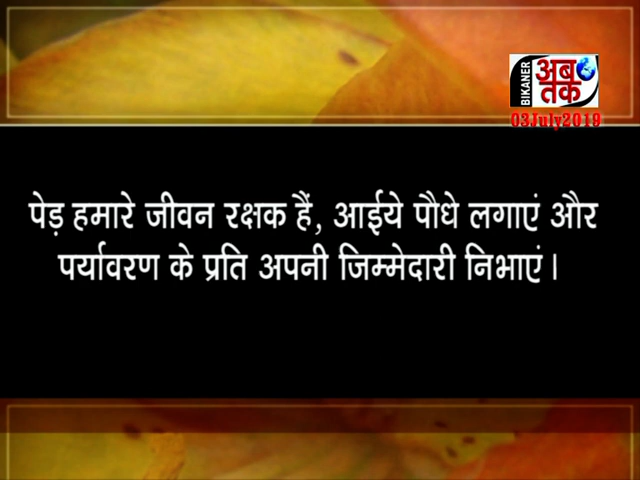 BIKANER
अब
तक
03July2019
पेड़ हमारे जीवन रक्षक हैं, आईये पौधे लगाएं और
पर्यावरण के प्रति अपनी जिम्मेदारी निभाएं।